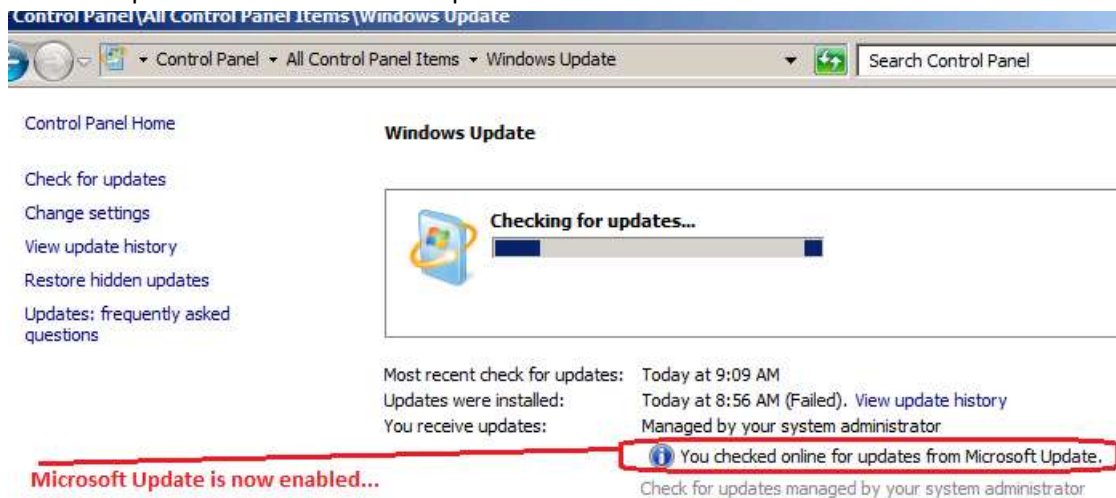 Control Panel\All Control Panel Items\Windows Update
Control Panel All Control Panel Items Windows Update Search Control Panel
Control Panel Home
Windows Update
Check for updates
Change settings
View update history
Restore hidden updates
Updates: frequently asked
questions
Checking for updates...
Most recent check for updates: Today at 9:09 AM
Updates were installed: Today at 8:56 AM (Failed). View update history
You receive updates: Managed by your system administrator
You checked online for updates from Microsoft Update.
Microsoft Update is now enabled...
Check for updates managed by your system administrator